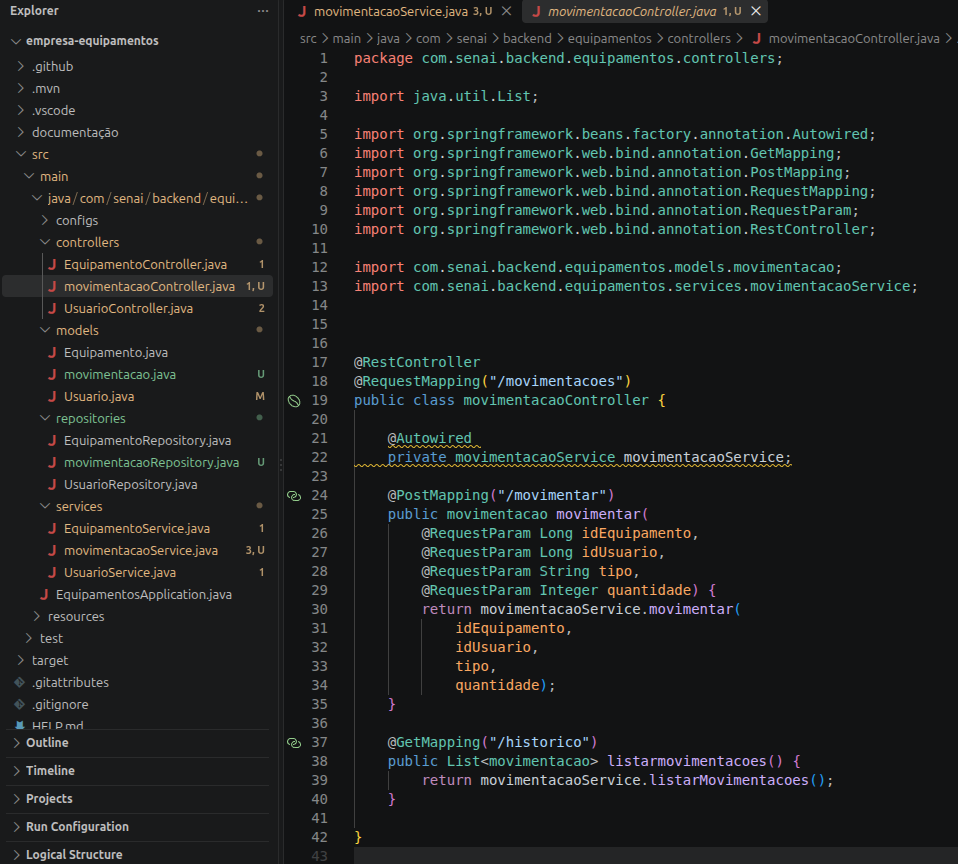 Explorer
empresa-equipamentos
.github
.mvn
.vscode
documentação
src
main
java/com/senai/backend/equi...
configs
controllers
EquipamentoController.java 1
movimentacaoController.java 1, U
UsuarioController.java 2
models
Equipamento.java
movimentacao.java U
Usuario.java M
repositories
EquipamentoRepository.java
movimentacaoRepository.java U
UsuarioRepository.java
services
EquipamentoService.java 1
movimentacaoService.java 3, U
UsuarioService.java 1
EquipamentosApplication.java
resources
test
target
.gitattributes
.gitignore
HELP.md
Outline
Timeline
Projects
Run Configuration
Logical Structure
movimentacaoService.java 3, U
movimentacaoController.java 1, U
src > main > java > com > senai > backend > equipamentos > controllers > movimentacaoController.java >
1 package com.senai.backend.equipamentos.controllers;
2
3 import java.util.List;
4
5 import org.springframework.beans.factory.annotation.Autowired;
6 import org.springframework.web.bind.annotation.GetMapping;
7 import org.springframework.web.bind.annotation.PostMapping;
8 import org.springframework.web.bind.annotation.RequestMapping;
9 import org.springframework.web.bind.annotation.RequestParam;
10 import org.springframework.web.bind.annotation.RestController;
11
12 import com.senai.backend.equipamentos.models.movimentacao;
13 import com.senai.backend.equipamentos.services.movimentacaoService;
14
15
16
17 @RestController
18 @RequestMapping("/movimentacoes")
19 public class movimentacaoController {
20
21 @Autowired
22 private movimentacaoService movimentacaoService;
23
24 @PostMapping("/movimentar")
25 public movimentacao movimentar(
26 @RequestParam Long idEquipamento,
27 @RequestParam Long idUsuario,
28 @RequestParam String tipo,
29 @RequestParam Integer quantidade) {
30 return movimentacaoService.movimentar(
31 idEquipamento,
32 idUsuario,
33 tipo,
34 quantidade);
35 }
36
37 @GetMapping("/historico")
38 public List<movimentacao> listarmovimentacoes() {
39 return movimentacaoService.listarMovimentacoes();
40 }
41
42 }
43